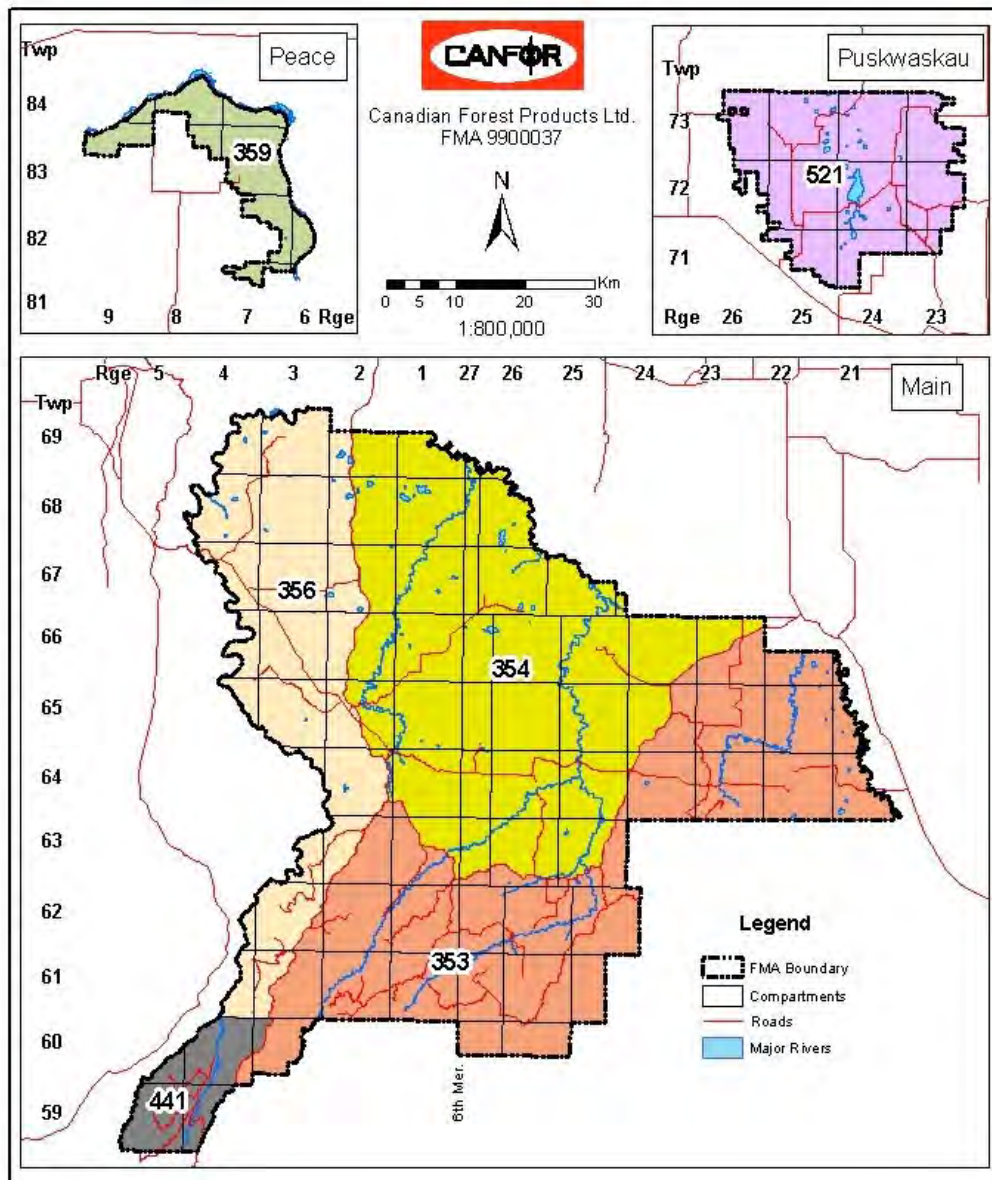 Twp
Peace
84
83
82
81
359
9 8 7 6 Rge
CANFOR
Canadian Forest Products Ltd.
FMA 9900037
N
0 5 10 20 30 Km
1:800,000
Puskwaskau
Twp
73
72
71
521
Rge 26 25 24 23
Rge 5 4 3 2 1 27 26 25 24 23 22 21
Main
Twp
69
68
67
66
65
64
63
62
61
60
59
356
354
353
441
6th Mer.
Legend
FMA Boundary
Compartments
Roads
Major Rivers